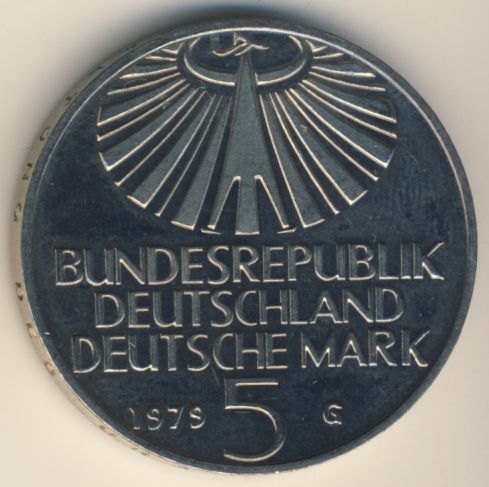 BUNDESREPUBLIK
DEUTSCHLAND
DEUTSCHE MARK
1979 5 G